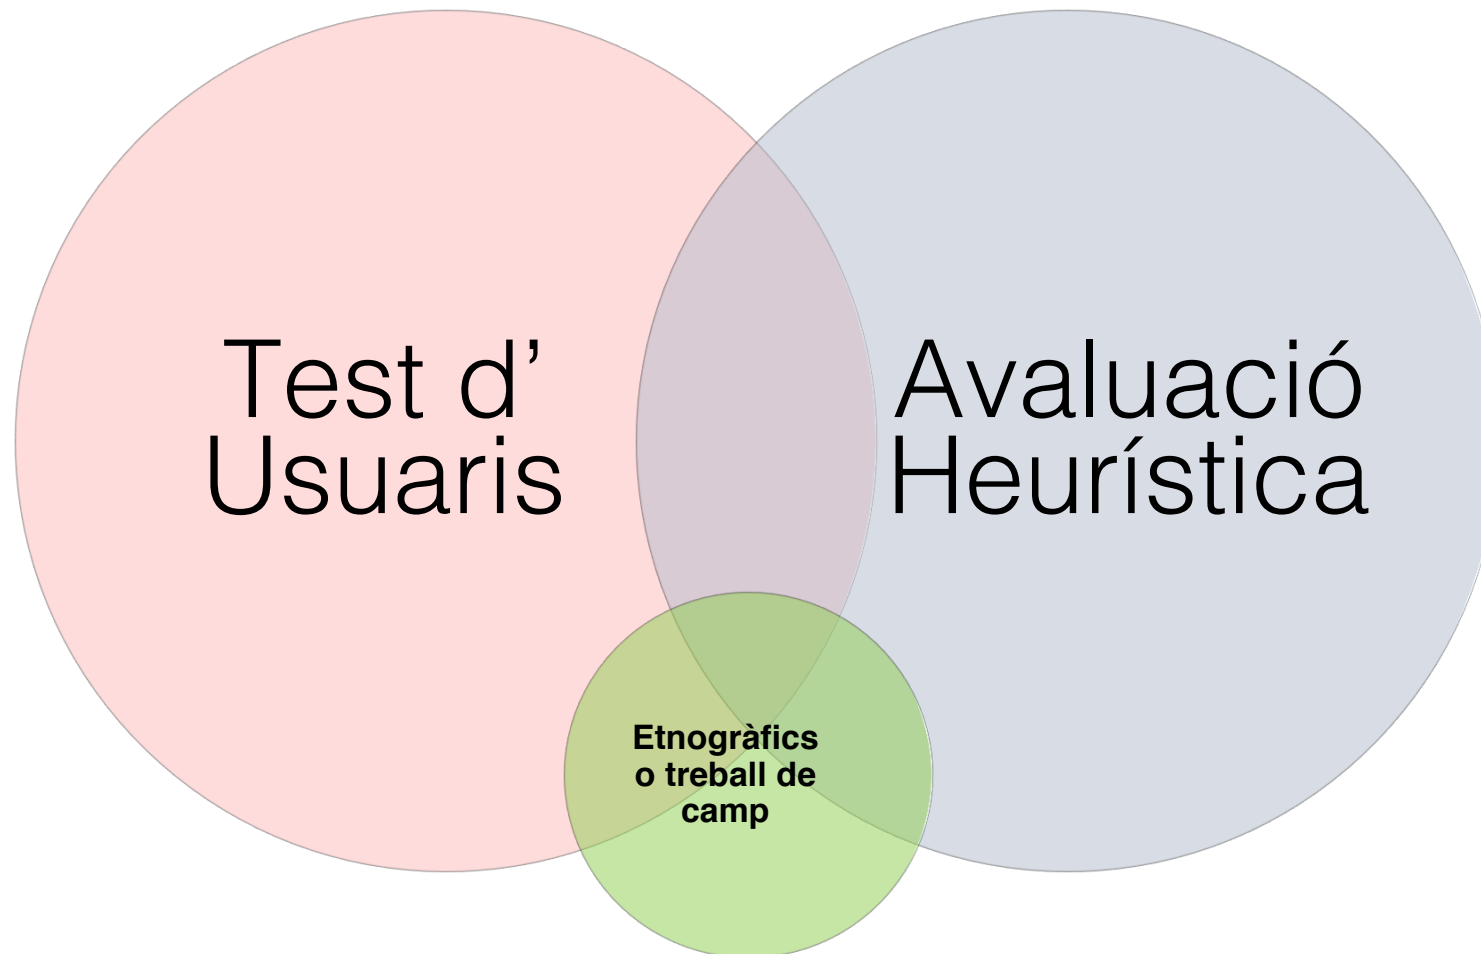 Test d’
Usuaris
Avaluació
Heurística
Etnogràfics
o treball de
camp